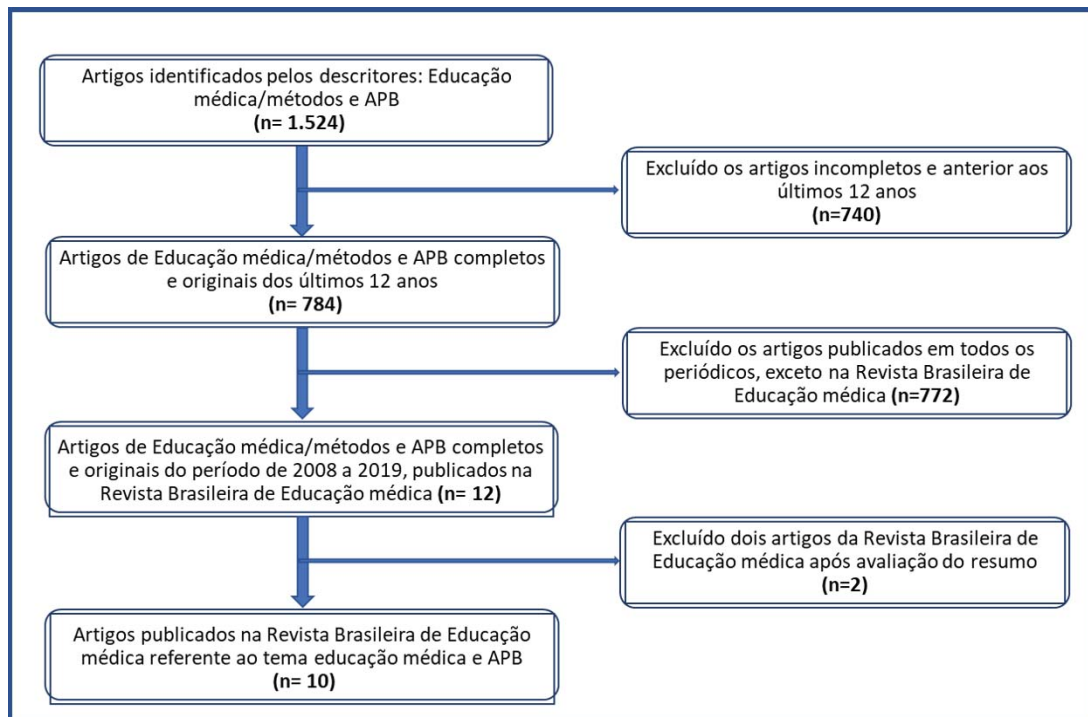 Artigos identificados pelos descritores: Educação
médica/métodos e APB
(n= 1.524)
Excluído os artigos incompletos e anterior aos
últimos 12 anos
(n=740)
Artigos de Educação médica/métodos e APB completos
e originais dos últimos 12 anos
(n= 784)
Excluído os artigos publicados em todos os
periódicos, exceto na Revista Brasileira de
Educação médica (n=772)
Artigos de Educação médica/métodos e APB completos
e originais do período de 2008 a 2019, publicados na
Revista Brasileira de Educação médica (n= 12)
Excluído dois artigos da Revista Brasileira de
Educação médica após avaliação do resumo
(n=2)
Artigos publicados na Revista Brasileira de Educação
médica referente ao tema educação médica e APB
(n= 10)